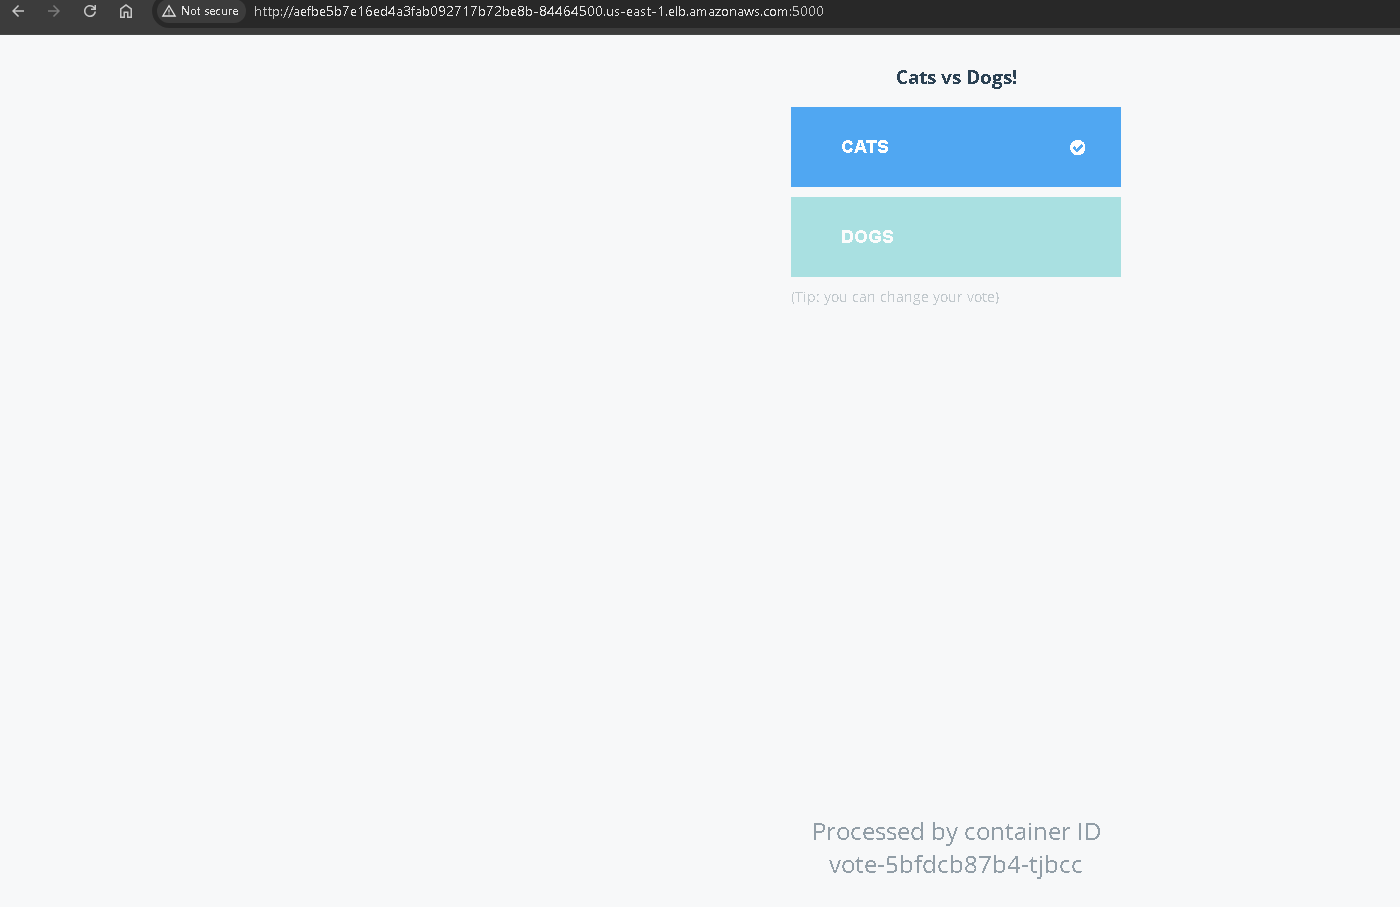 Not secure http://aefbe5b7e16ed4a3fab092717b72be8b-84464500.us-east-1.elb.amazonaws.com:5000
Cats vs Dogs!
CATS
DOGS
(Tip: you can change your vote)
Processed by container ID
vote-5bfdcb87b4-tjbcc